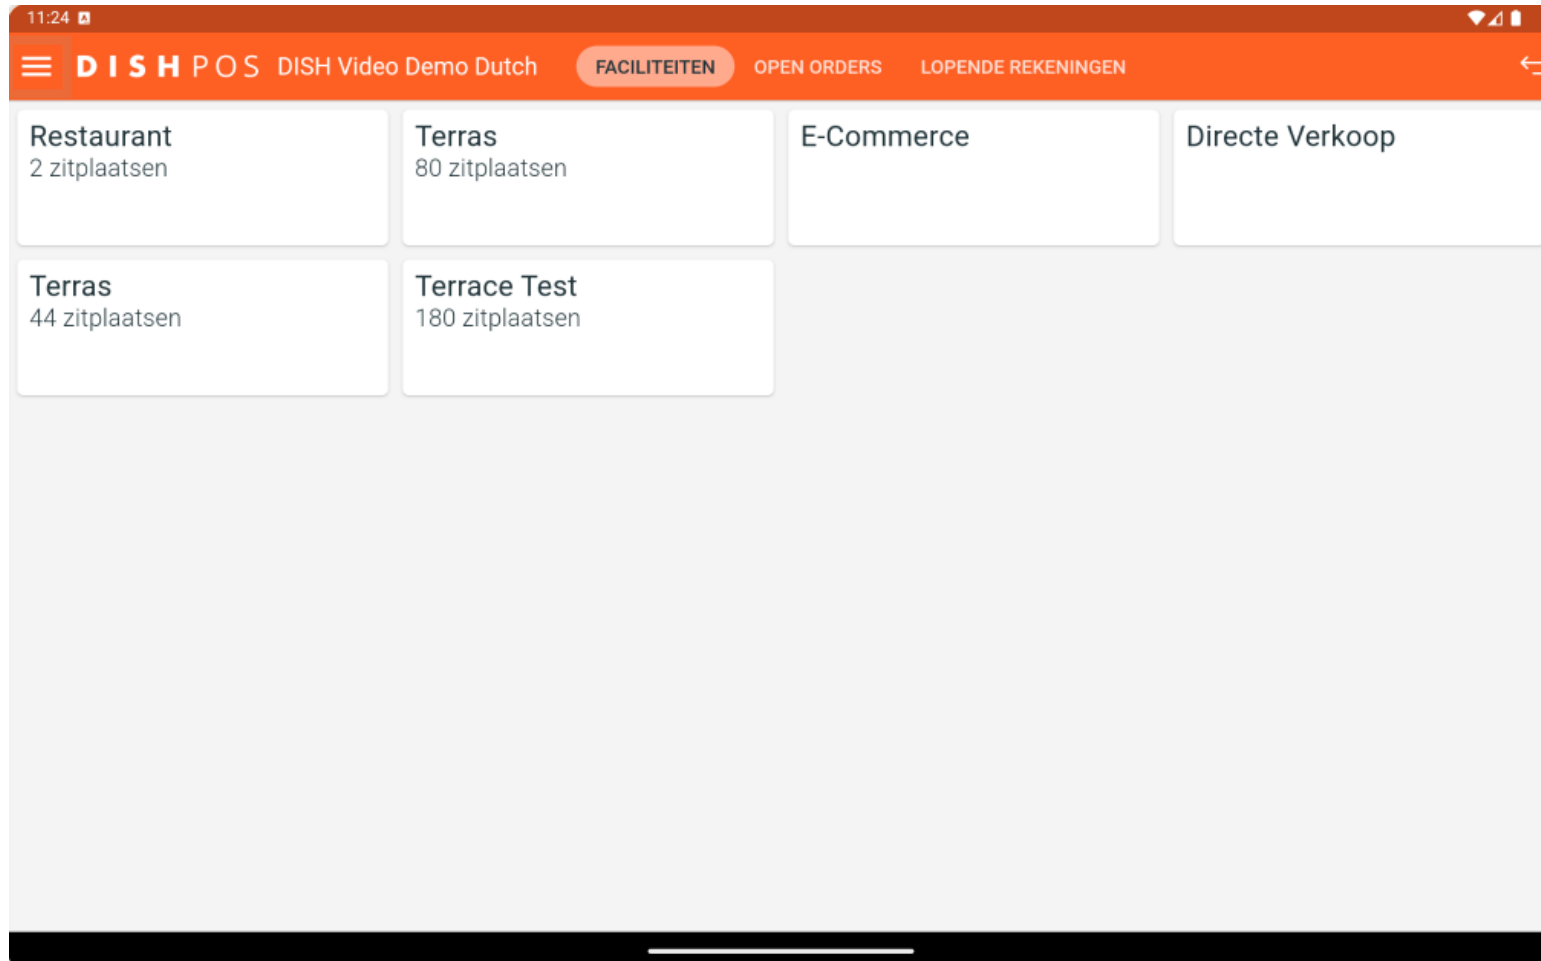 11:24
DISH POS DISH Video Demo Dutch FACILITEITEN OPEN ORDERS LOPENDE REKENINGEN
Restaurant
2 zitplaatsen
Terras
80 zitplaatsen
E-Commerce
Directe Verkoop
Terras
44 zitplaatsen
Terrace Test
180 zitplaatsen